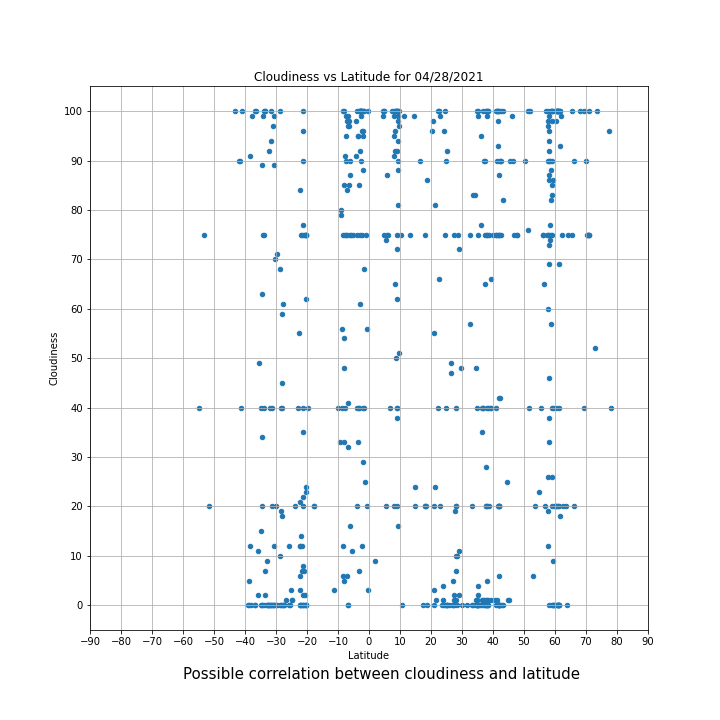 Cloudiness vs Latitude for 04/28/2021
Cloudiness
100
90
80
70
60
50
40
30
20
10
0
−90 −80 −70 −60 −50 −40 −30 −20 −10 0 10 20 30 40 50 60 70 80 90
Latitude
Possible correlation between cloudiness and latitude